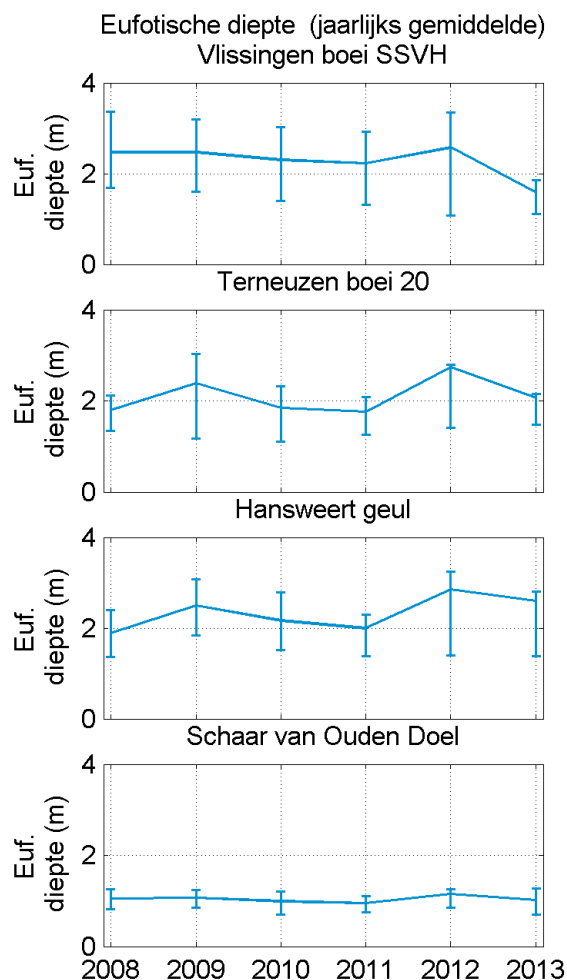 Eufotische diepte (jaarlijks gemiddelde)
Vlissingen boei SSVH
4
2
0
Euf.
diepte (m)
Terneuzen boei 20
4
2
0
Euf.
diepte (m)
Hansweert geul
4
2
0
Euf.
diepte (m)
Schaar van Ouden Doel
4
2
0
Euf.
diepte (m)
2008 2009 2010 2011 2012 2013